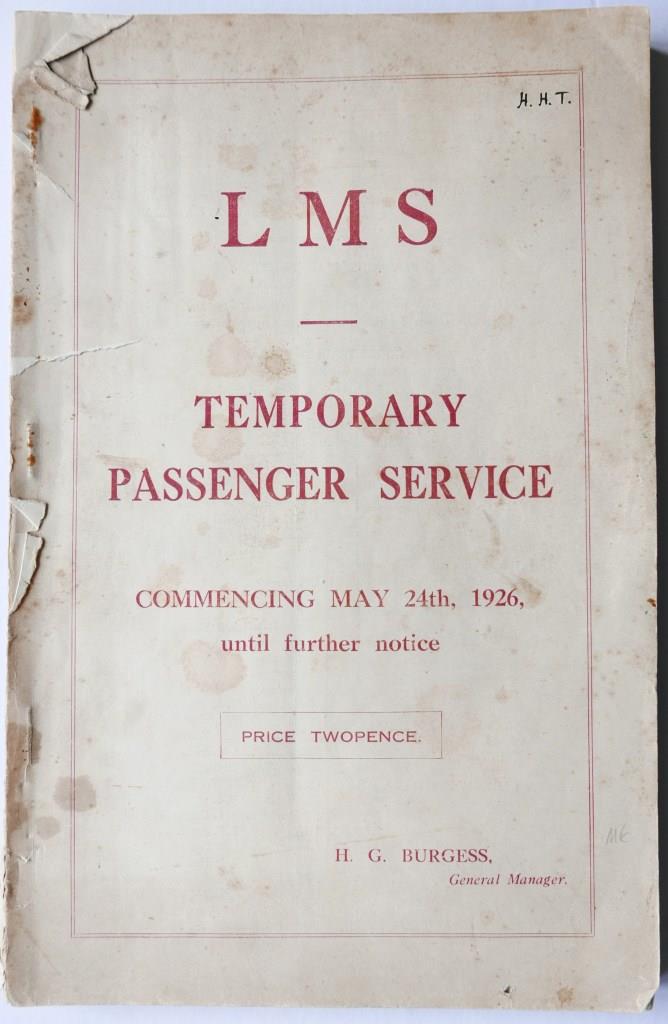 H. H. T.
LMS
TEMPORARY
PASSENGER SERVICE
COMMENCING MAY 24th, 1926,
until further notice
PRICE TWOPENCE.
H. G. BURGESS,
General Manager.